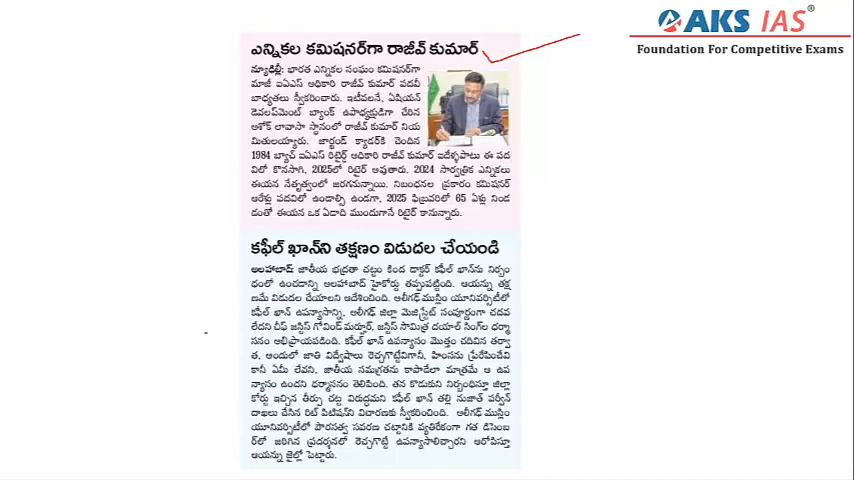 AKS IAS®
Foundation For Competitive Exams
ఎన్నికల కమిషనర్‌గా రాజీవ్ కుమార్
న్యూఢిల్లీ: భారత ఎన్నికల సంఘం కమిషనర్‌గా
మాజీ ఐఏఎస్ అధికారి రాజీవ్ కుమార్ పదవీ
బాధ్యతలు స్వీకరించారు. ఇటీవలనే, ఏషియన్
డెవలప్‌మెంట్ బ్యాంక్ ఉపాధ్యక్షుడిగా చేరిన
అశోక్ లావాసా స్థానంలో రాజీవ్ కుమార్ నియ
మితులయ్యారు. జార్ఖండ్ క్యాడర్‌కి చెందిన
1984 బ్యాచ్ ఐఏఎస్ రిటైర్డ్ అధికారి రాజీవ్ కుమార్ ఐదేళ్ళపాటు ఈ పద
విలో కొనసాగి, 2025లో రిటైర్ అవుతారు. 2024 సార్వత్రిక ఎన్నికలు
ఈయన నేతృత్వంలో జరగనున్నాయి. నిబంధనల ప్రకారం కమిషనర్
ఆరేళ్లు పదవిలో ఉండాల్సి ఉండగా, 2025 ఫిబ్రవరిలో 65 ఏళ్లు నిండ
డంతో ఈయన ఒక ఏడాది ముందుగానే రిటైర్ కానున్నారు.
కఫీల్ ఖాన్‌ని తక్షణం విడుదల చేయండి
అలహాబాద్: జాతీయ భద్రతా చట్టం కింద డాక్టర్ కఫీల్ ఖాన్‌ను నిర్బం
ధంలో ఉంచడాన్ని అలహాబాద్ హైకోర్టు తప్పుపట్టింది. ఆయన్ను తక్ష
ణమే విడుదల చేయాలని ఆదేశించింది. అలీగఢ్ ముస్లిం యూనివర్సిటీలో
కఫీల్ ఖాన్ ఉపన్యాసాన్ని, అలీగఢ్ జిల్లా మెజిస్ట్రేట్ సంపూర్ణంగా చదవ
లేదని చీఫ్ జస్టిస్ గోవింద్ మాథూర్, జస్టిస్ సౌమిత్ర దయాల్ సింగ్‌ల ధర్మా
సనం అభిప్రాయపడింది. కఫీల్ ఖాన్ ఉపన్యాసం మొత్తం చదివిన తర్వా
త, అందులో జాతి విద్వేషాలు రెచ్చగొట్టేవిగానీ, హింసను ప్రేరేపించేవి
కానీ ఏమీ లేవని, జాతీయ సమగ్రతను కాపాడేలా మాత్రమే ఆ ఉప
న్యాసం ఉందని ధర్మాసనం తెలిపింది. తన కొడుకుని నిర్బంధిస్తూ జిల్లా
కోర్టు ఇచ్చిన తీర్పు చట్ట విరుద్ధమని కఫీల్ ఖాన్ తల్లి నుజాత్ పర్వీన్
దాఖలు చేసిన రిట్ పిటిషన్‌ని విచారణకు స్వీకరించింది. అలీగఢ్ ముస్లిం
యూనివర్సిటీలో పౌరసత్వ సవరణ చట్టానికి వ్యతిరేకంగా గత డిసెంబ
ర్‌లో జరిగిన ప్రదర్శనలో రెచ్చగొట్టే ఉపన్యాసాలిచ్చారని ఆరోపిస్తూ
ఆయన్ను జైల్లో పెట్టారు.